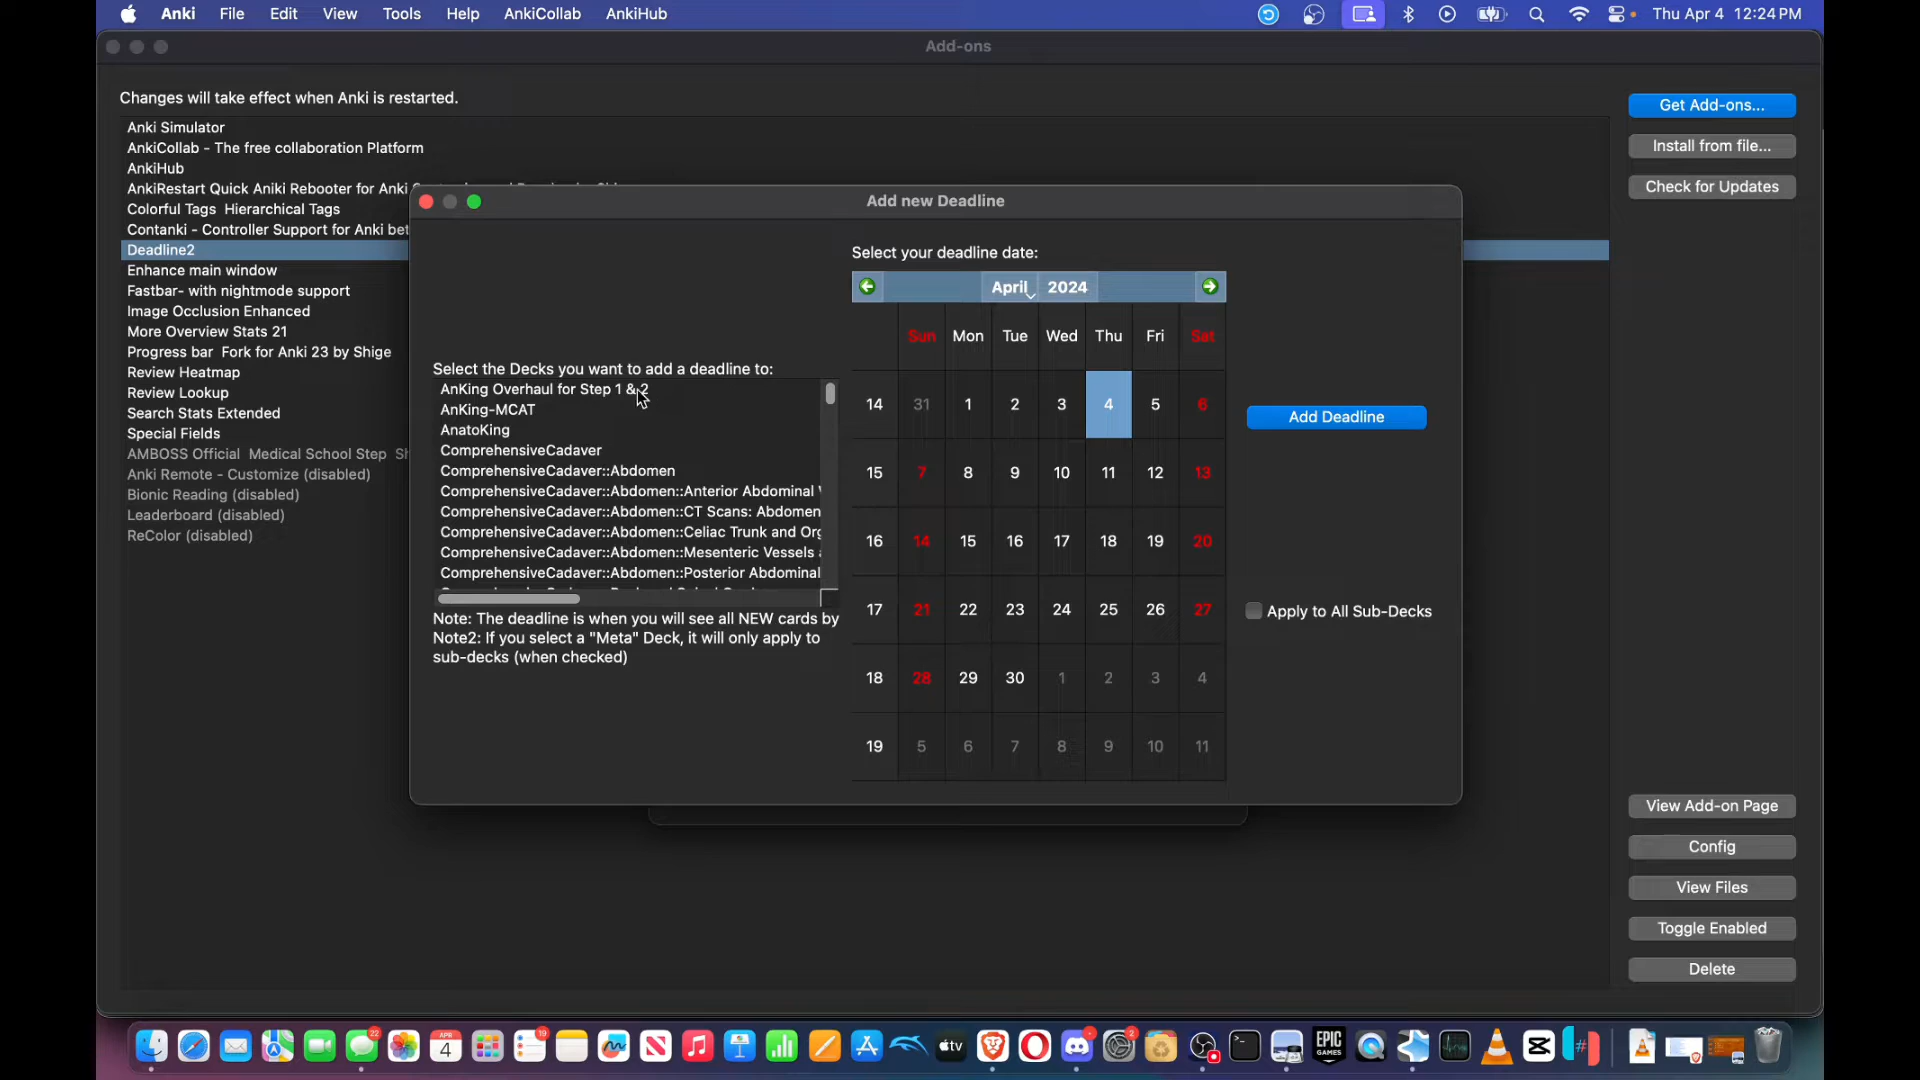 Anki File Edit View Tools Help AnkiCollab AnkiHub Thu Apr 4 12:24 PM
Add-ons
Changes will take effect when Anki is restarted.
Get Add-ons...
Install from file...
Check for Updates
Anki Simulator
AnkiCollab - The free collaboration Platform
AnkiHub
AnkiRestart Quick Aniki Rebooter for Anki
Colorful Tags Hierarchical Tags
Contanki - Controller Support for Anki bet
Deadline2
Enhance main window
Fastbar- with nightmode support
Image Occlusion Enhanced
More Overview Stats 21
Progress bar Fork for Anki 23 by Shige
Review Heatmap
Review Lookup
Search Stats Extended
Special Fields
AMBOSS Official Medical School Step
Anki Remote - Customize (disabled)
Bionic Reading (disabled)
Leaderboard (disabled)
ReColor (disabled)
Add new Deadline
Select the Decks you want to add a deadline to:
AnKing Overhaul for Step 1 & 2
AnKing-MCAT
AnatoKing
ComprehensiveCadaver
ComprehensiveCadaver::Abdomen
ComprehensiveCadaver::Abdomen::Anterior Abdominal
ComprehensiveCadaver::Abdomen::CT Scans: Abdomen
ComprehensiveCadaver::Abdomen::Celiac Trunk and Org
ComprehensiveCadaver::Abdomen::Mesenteric Vessels
ComprehensiveCadaver::Abdomen::Posterior Abdominal
Note: The deadline is when you will see all NEW cards by
Note2: If you select a "Meta" Deck, it will only apply to
sub-decks (when checked)
Select your deadline date:
April 2024
Sun Mon Tue Wed Thu Fri Sat
14 31 1 2 3 4 5 6
15 7 8 9 10 11 12 13
16 14 15 16 17 18 19 20
17 21 22 23 24 25 26 27
18 28 29 30 1 2 3 4
19 5 6 7 8 9 10 11
Add Deadline
Apply to All Sub-Decks
View Add-on Page
Config
View Files
Toggle Enabled
Delete
22 APR 4 19 tv 2 EPIC GAMES